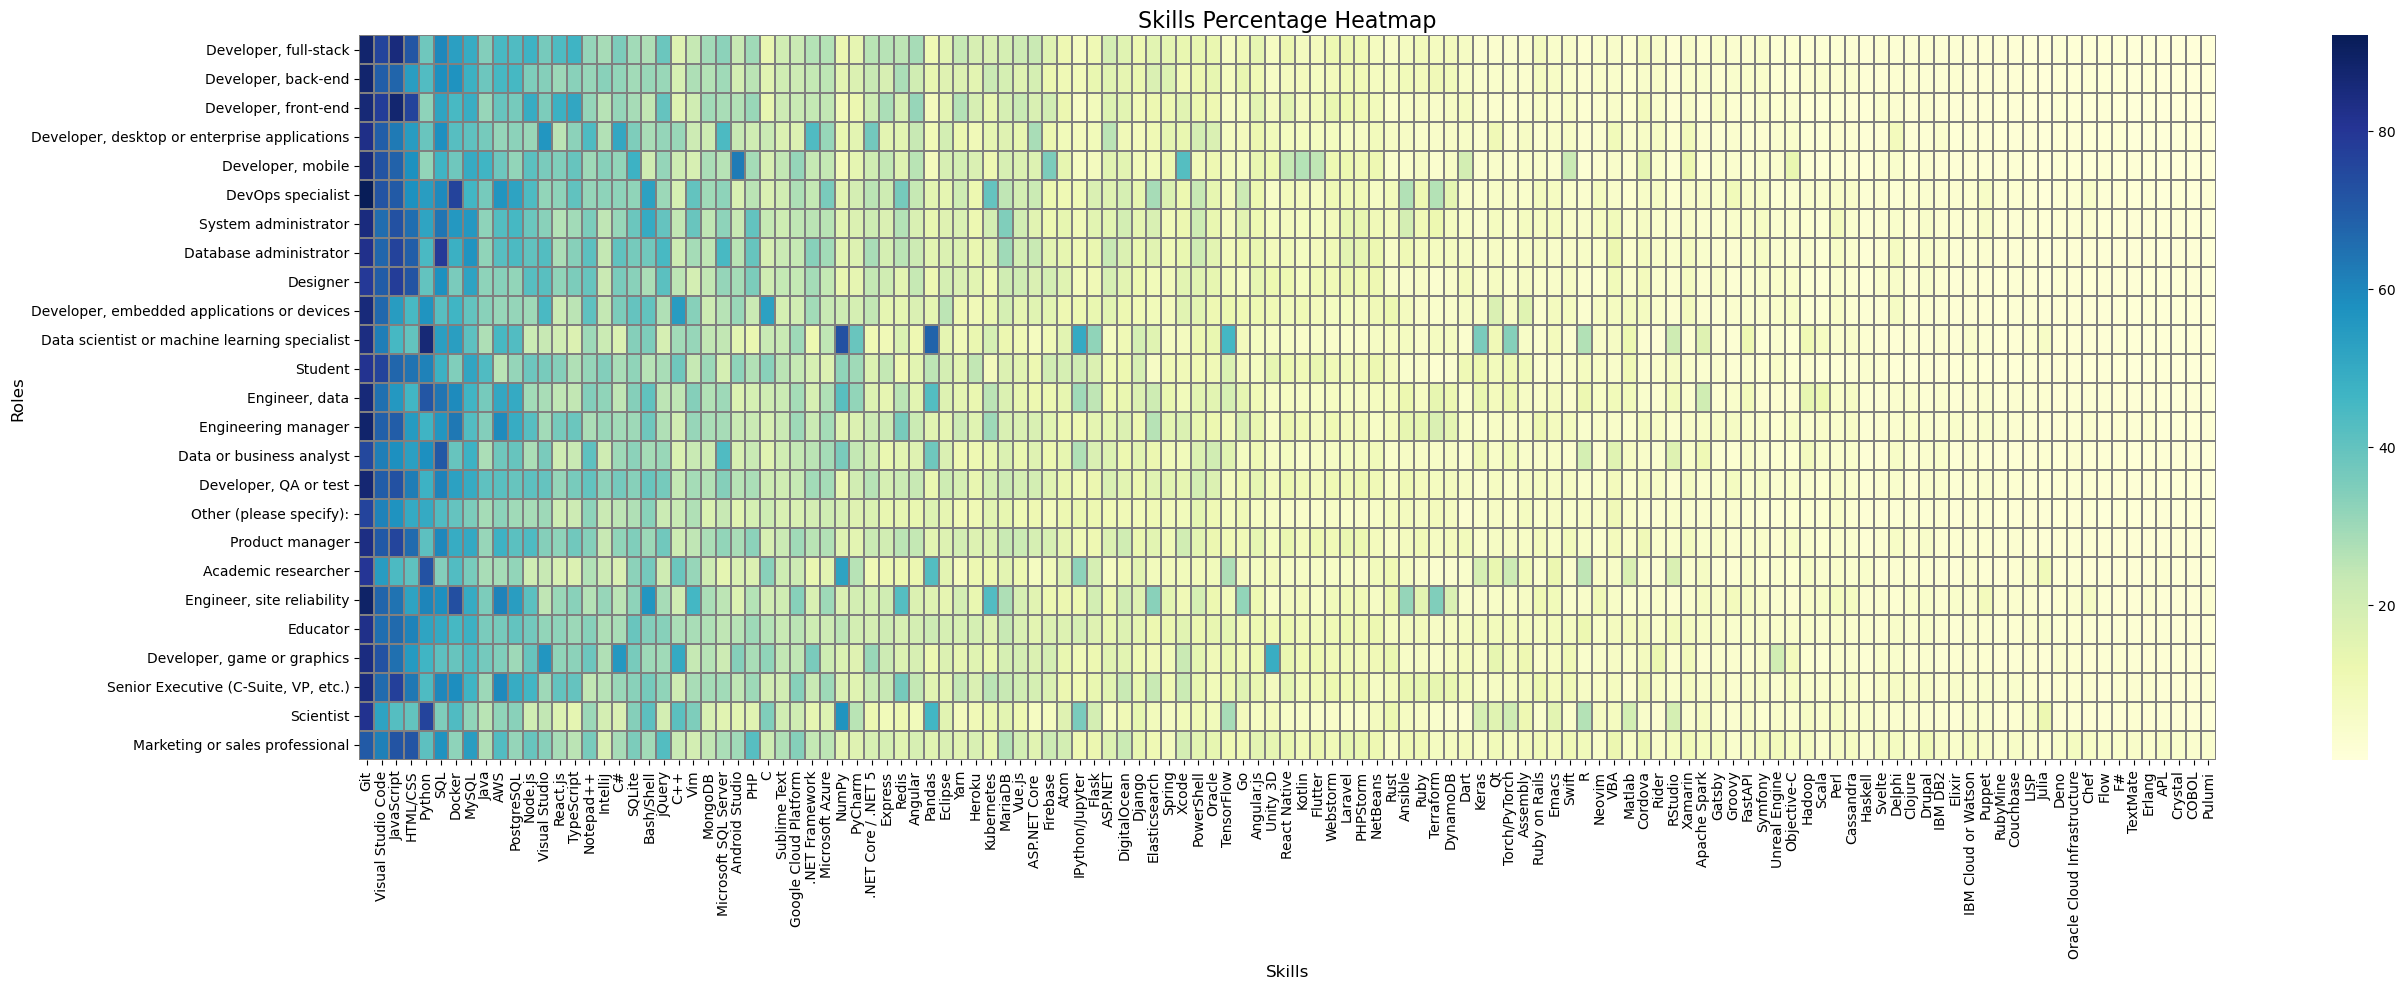 Skills Percentage Heatmap
Roles
Developer, full-stack
Developer, back-end
Developer, front-end
Developer, desktop or enterprise applications
Developer, mobile
DevOps specialist
System administrator
Database administrator
Designer
Developer, embedded applications or devices
Data scientist or machine learning specialist
Student
Engineer, data
Engineering manager
Data or business analyst
Developer, QA or test
Other (please specify):
Product manager
Academic researcher
Engineer, site reliability
Educator
Developer, game or graphics
Senior Executive (C-Suite, VP, etc.)
Scientist
Marketing or sales professional
80
60
40
20
Git
Visual Studio Code
JavaScript
HTML/CSS
Python
SQL
Docker
MySQL
Java
AWS
PostgreSQL
Node.js
Visual Studio
React.js
TypeScript
Notepad++
IntelliJ
C#
SQLite
Bash/Shell
jQuery
C++
Vim
MongoDB
Microsoft SQL Server
Android Studio
PHP
C
Sublime Text
Google Cloud Platform
.NET Framework
Microsoft Azure
NumPy
PyCharm
.NET Core / .NET 5
Express
Redis
Angular
Pandas
Eclipse
Yarn
Heroku
Kubernetes
MariaDB
Vue.js
ASP.NET Core
Firebase
Atom
IPython/Jupyter
Flask
ASP.NET
DigitalOcean
Django
Elasticsearch
Spring
Xcode
PowerShell
Oracle
TensorFlow
Go
Angular.js
Unity 3D
React Native
Kotlin
Flutter
Webstorm
Laravel
PHPStorm
NetBeans
Rust
Ansible
Ruby
Terraform
DynamoDB
Dart
Keras
Qt
Torch/PyTorch
Assembly
Ruby on Rails
Emacs
Swift
R
Neovim
VBA
Matlab
Cordova
Rider
RStudio
Xamarin
Apache Spark
Gatsby
Groovy
FastAPI
Symfony
Unreal Engine
Objective-C
Hadoop
Scala
Perl
Cassandra
Haskell
Svelte
Delphi
Clojure
Drupal
IBM DB2
Elixir
IBM Cloud or Watson
Puppet
RubyMine
Couchbase
LISP
Julia
Deno
Oracle Cloud Infrastructure
Chef
Flow
F#
TextMate
Erlang
APL
Crystal
COBOL
Pulumi
Skills